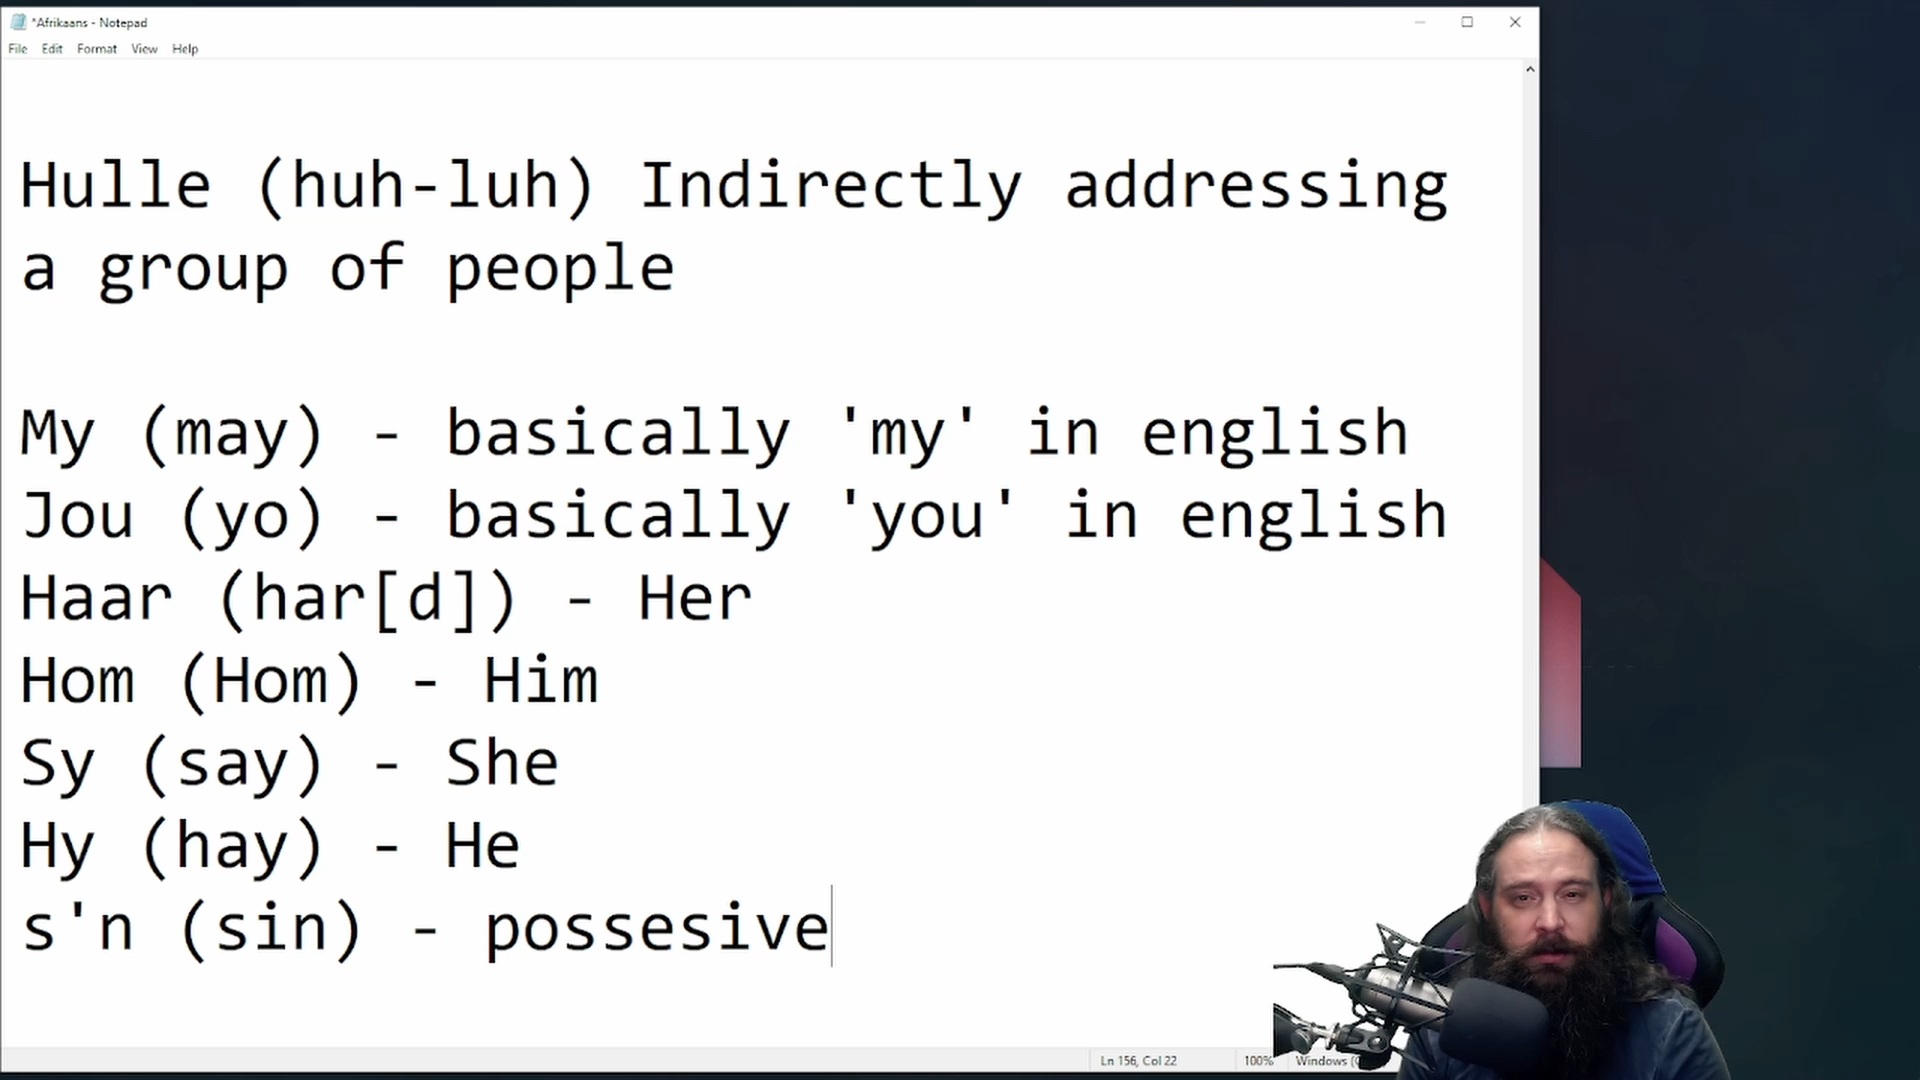 *Afrikaans - Notepad
File Edit Format View Help
Hulle (huh-luh) Indirectly addressing
a group of people
My (may) - basically 'my' in english
Jou (yo) - basically 'you' in english
Haar (har[d]) - Her
Hom (Hom) - Him
Sy (say) - She
Hy (hay) - He
s'n (sin) - possesive
Ln 156, Col 22 100% Windows